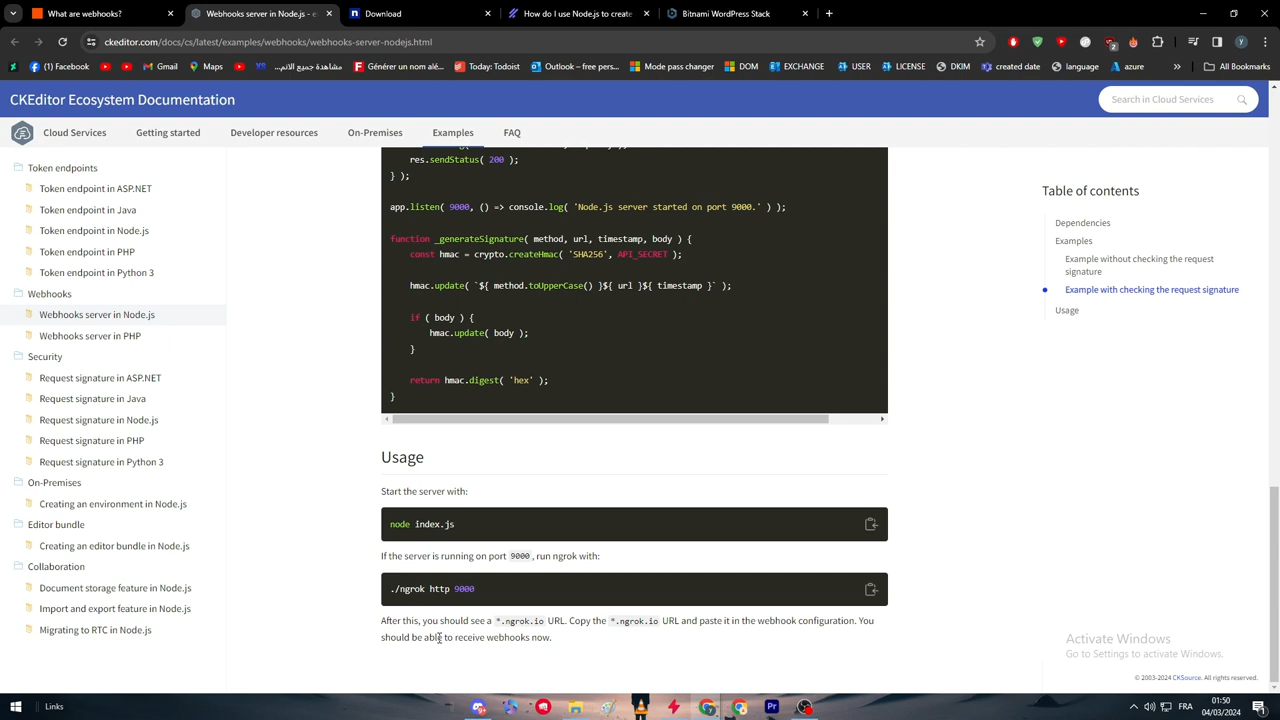 What are webhooks?
Webhooks server in Node.js - e
Download
How do I use Node.js to create
Bitnami WordPress Stack
ckeditor.com/docs/cs/latest/examples/webhooks/webhooks-server-nodejs.html
(1) Facebook
Gmail
Maps
مشاهدة جميع الانم...
Générer un nom alé...
Today: Todoist
Outlook – free pers...
Mode pass changer
DOM
EXCHANGE
USER
LICENSE
DKIM
created date
language
azure
All Bookmarks
CKEditor Ecosystem Documentation
Search in Cloud Services
Cloud Services
Getting started
Developer resources
On-Premises
Examples
FAQ
Token endpoints
Token endpoint in ASP.NET
Token endpoint in Java
Token endpoint in Node.js
Token endpoint in PHP
Token endpoint in Python 3
Webhooks
Webhooks server in Node.js
Webhooks server in PHP
Security
Request signature in ASP.NET
Request signature in Java
Request signature in Node.js
Request signature in PHP
Request signature in Python 3
On-Premises
Creating an environment in Node.js
Editor bundle
Creating an editor bundle in Node.js
Collaboration
Document storage feature in Node.js
Import and export feature in Node.js
Migrating to RTC in Node.js
res.sendStatus( 200 );
} );
app.listen( 9000, () => console.log( 'Node.js server started on port 9000.' ) );
function _generateSignature( method, url, timestamp, body ) {
const hmac = crypto.createHmac( 'SHA256', API_SECRET );
hmac.update( `${ method.toUpperCase() }${ url }${ timestamp }` );
if ( body ) {
hmac.update( body );
}
return hmac.digest( 'hex' );
}
Usage
Start the server with:
node index.js
If the server is running on port 9000, run ngrok with:
./ngrok http 9000
After this, you should see a *.ngrok.io URL. Copy the *.ngrok.io URL and paste it in the webhook configuration. You
should be able to receive webhooks now.
Table of contents
Dependencies
Examples
Example without checking the request
signature
Example with checking the request signature
Usage
Activate Windows
Go to Settings to activate Windows.
© 2003-2024 CKSource. All rights reserved.
Links
FRA
01:50
04/03/2024